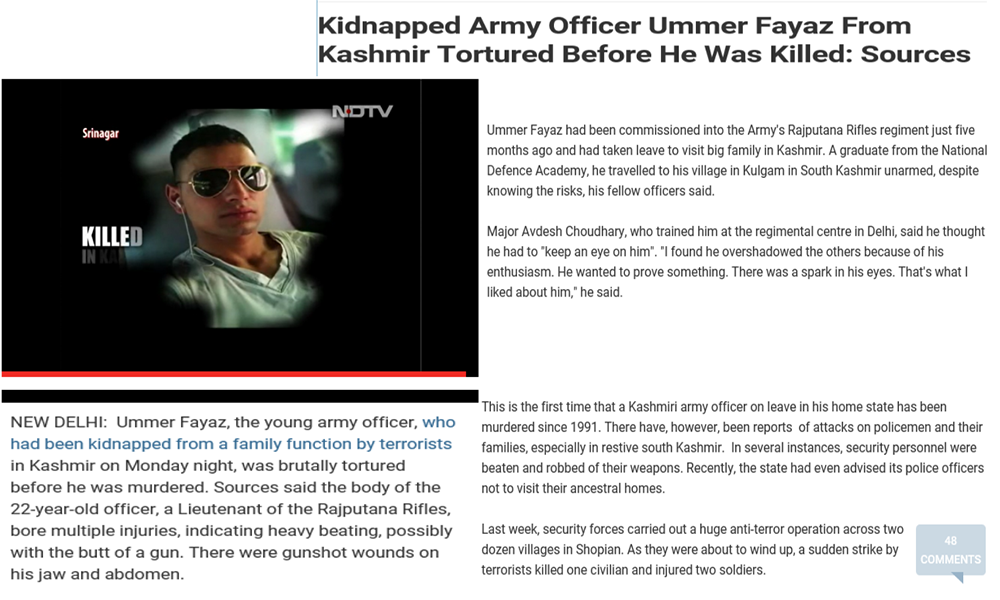 Kidnapped Army Officer Ummer Fayaz From
Kashmir Tortured Before He Was Killed: Sources
NDTV
Srinagar
KILLED
IN KA
Ummer Fayaz had been commissioned into the Army's Rajputana Rifles regiment just five
months ago and had taken leave to visit big family in Kashmir. A graduate from the National
Defence Academy, he travelled to his village in Kulgam in South Kashmir unarmed, despite
knowing the risks, his fellow officers said.
Major Avdesh Choudhary, who trained him at the regimental centre in Delhi, said he thought
he had to "keep an eye on him". "I found he overshadowed the others because of his
enthusiasm. He wanted to prove something. There was a spark in his eyes. That's what I
liked about him," he said.
NEW DELHI:  Ummer Fayaz, the young army officer, who
had been kidnapped from a family function by terrorists
in Kashmir on Monday night, was brutally tortured
before he was murdered. Sources said the body of the
22-year-old officer, a Lieutenant of the Rajputana Rifles,
bore multiple injuries, indicating heavy beating, possibly
with the butt of a gun. There were gunshot wounds on
his jaw and abdomen.
This is the first time that a Kashmiri army officer on leave in his home state has been
murdered since 1991. There have, however, been reports  of attacks on policemen and their
families, especially in restive south Kashmir.  In several instances, security personnel were
beaten and robbed of their weapons. Recently, the state had even advised its police officers
not to visit their ancestral homes.
Last week, security forces carried out a huge anti-terror operation across two
dozen villages in Shopian. As they were about to wind up, a sudden strike by
terrorists killed one civilian and injured two soldiers.
48
COMMENTS